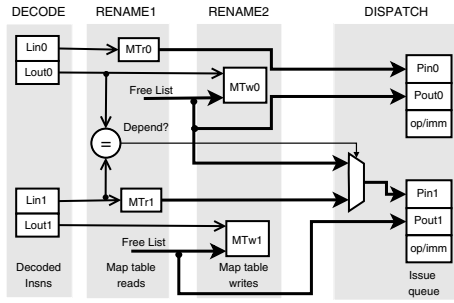 DECODE RENAME1 RENAME2 DISPATCH
Lin0
Lout0
MTr0
MTw0
Free List
Pin0
Pout0
op/imm
Depend?
=
Lin1
Lout1
MTr1
MTw1
Free List
Pin1
Pout1
op/imm
Decoded
Insns
Map table
reads
Map table
writes
Issue
queue